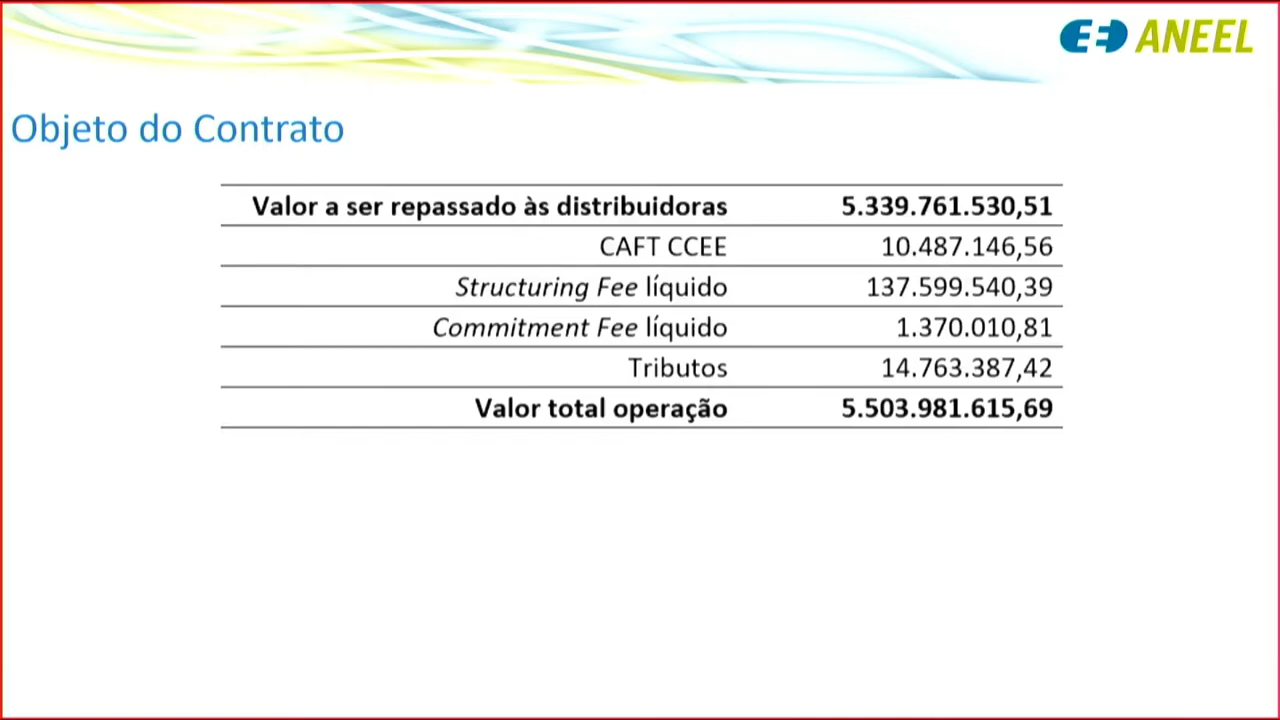 ANEEL
Objeto do Contrato
Valor a ser repassado às distribuidoras 5.339.761.530,51
CAFT CCEE 10.487.146,56
Structuring Fee líquido 137.599.540,39
Commitment Fee líquido 1.370.010,81
Tributos 14.763.387,42
Valor total operação 5.503.981.615,69